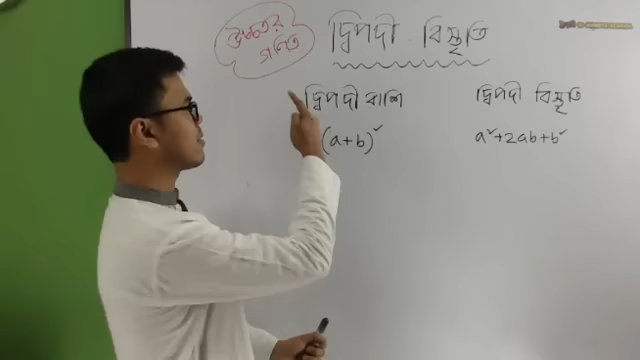 উচ্চতর
গণিত
দ্বিপদী বিস্তৃতি
দ্বিপদী রাশি
দ্বিপদী বিস্তৃতি
(a+b)²
a²+2ab+b²